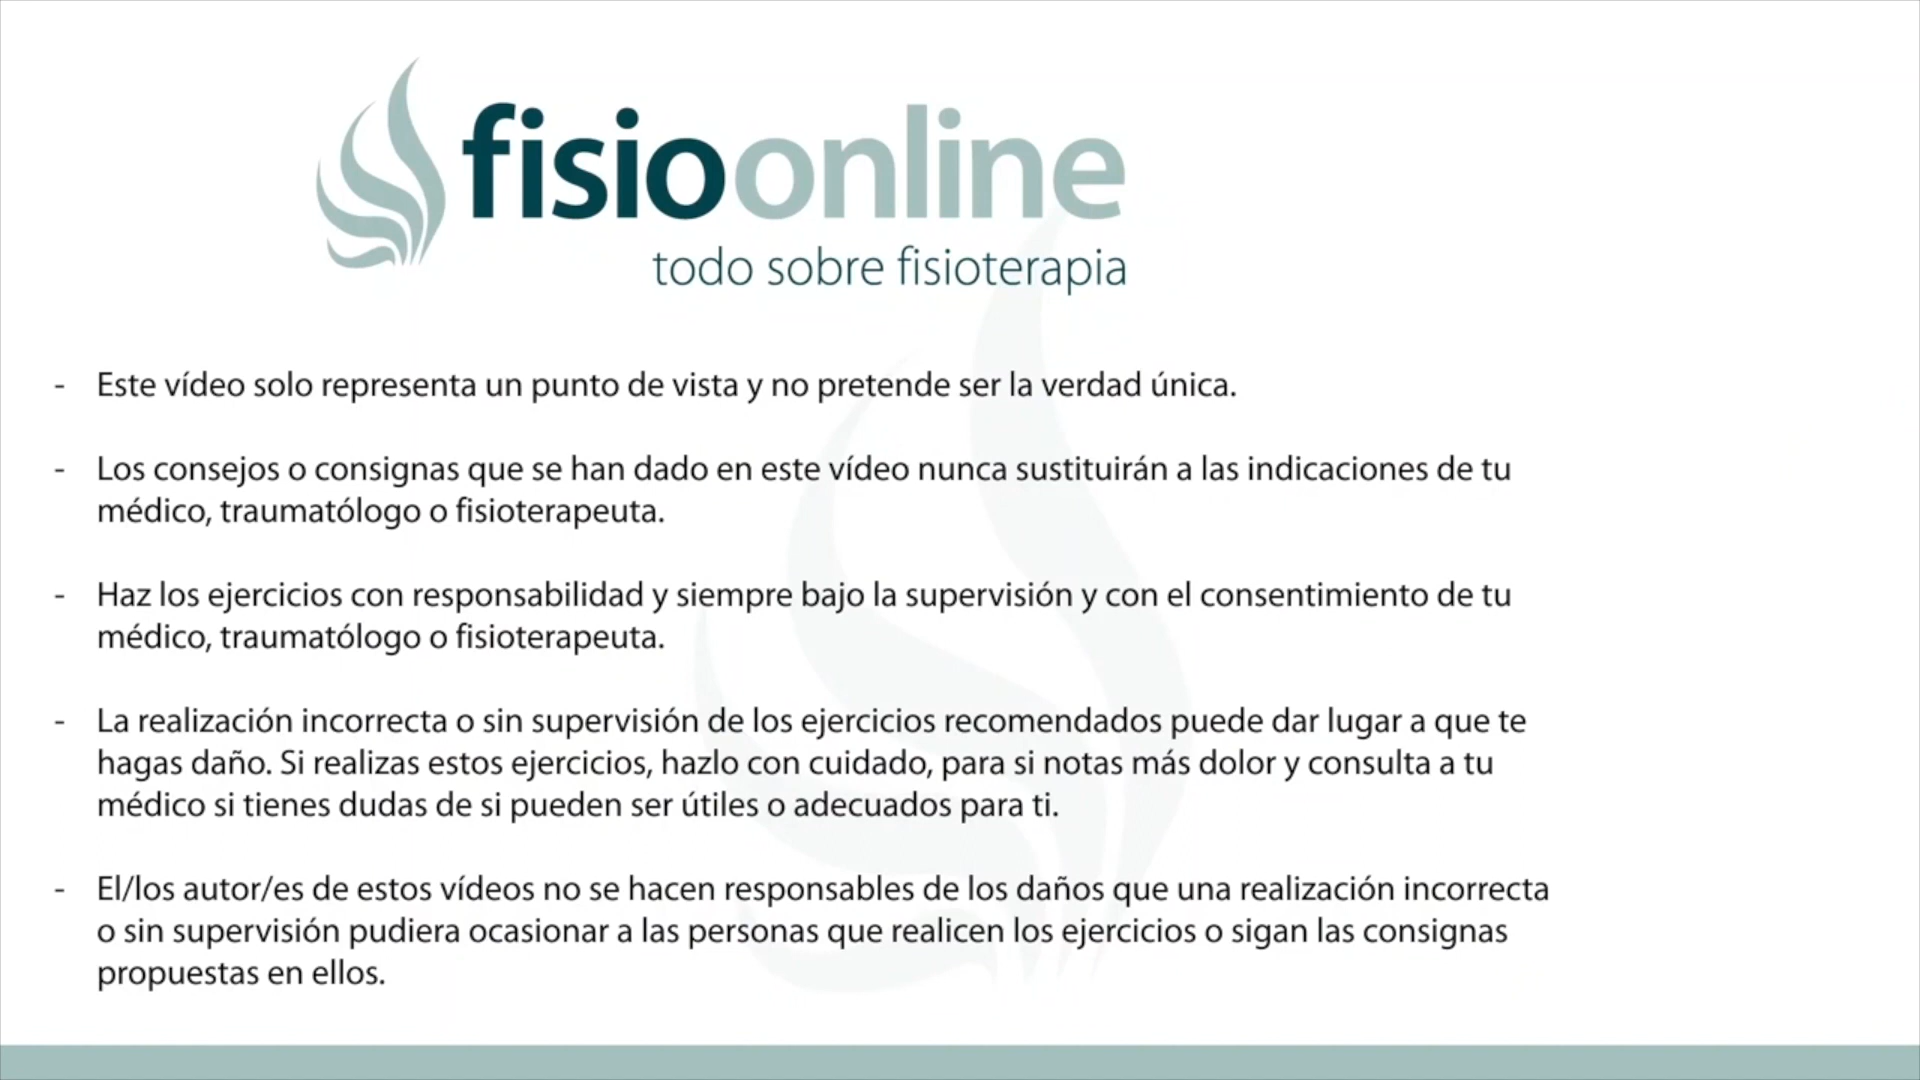 fisioonline
todo sobre fisioterapia
- Este vídeo solo representa un punto de vista y no pretende ser la verdad única.
- Los consejos o consignas que se han dado en este vídeo nunca sustituirán a las indicaciones de tu
médico, traumatólogo o fisioterapeuta.
- Haz los ejercicios con responsabilidad y siempre bajo la supervisión y con el consentimiento de tu
médico, traumatólogo o fisioterapeuta.
- La realización incorrecta o sin supervisión de los ejercicios recomendados puede dar lugar a que te
hagas daño. Si realizas estos ejercicios, hazlo con cuidado, para si notas más dolor y consulta a tu
médico si tienes dudas de si pueden ser útiles o adecuados para ti.
- El/los autor/es de estos vídeos no se hacen responsables de los daños que una realización incorrecta
o sin supervisión pudiera ocasionar a las personas que realicen los ejercicios o sigan las consignas
propuestas en ellos.